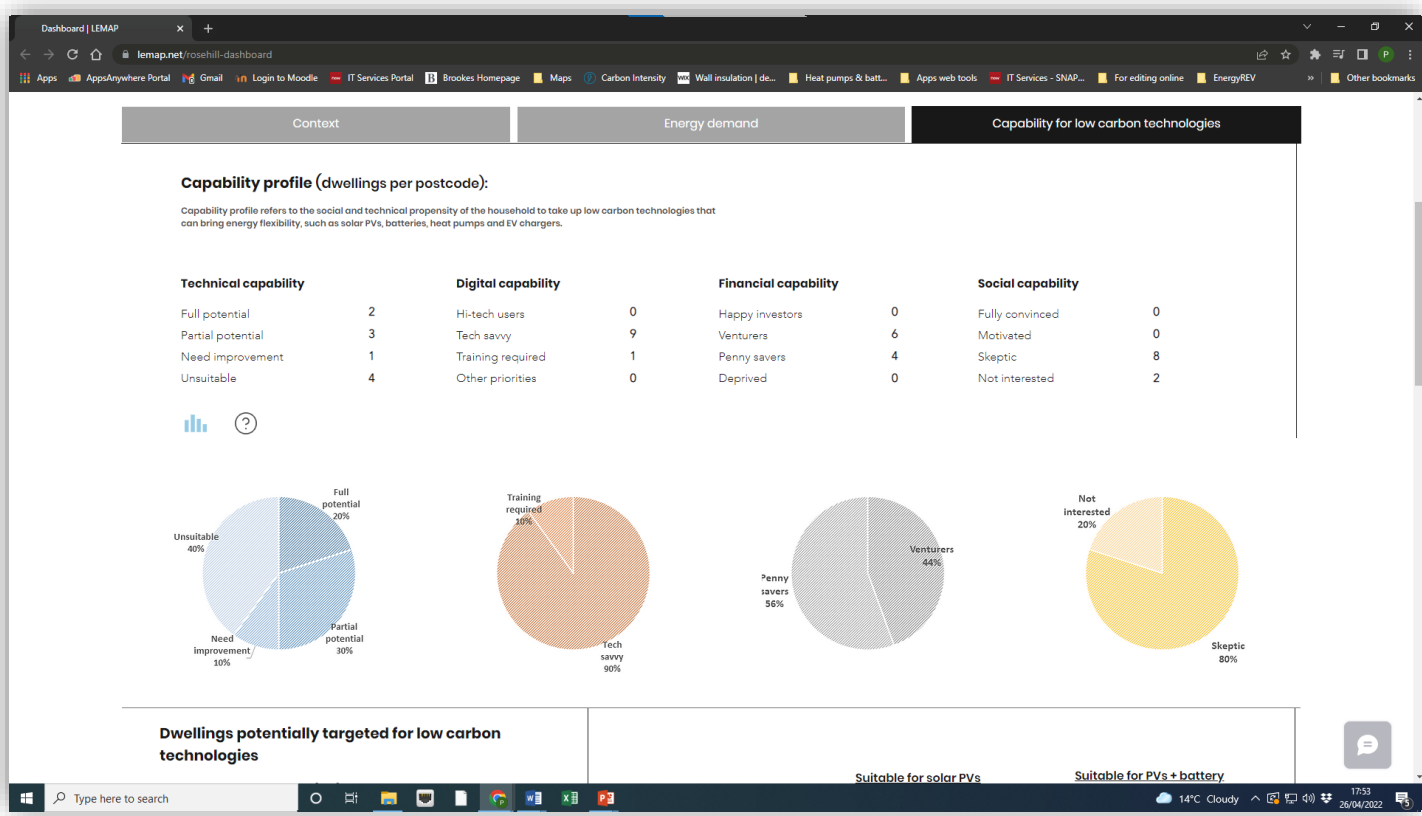 Dashboard | LEMAP
lemap.net/rosehill-dashboard
Apps AppsAnywhere Portal Gmail Login to Moodle IT Services Portal Brookes Homepage Maps Carbon Intensity Wall insulation | de... Heat pumps & batt... Apps web tools IT Services - SNAP... For editing online EnergyREV » Other bookmarks
Context Energy demand Capability for low carbon technologies
Capability profile (dwellings per postcode):
Capability profile refers to the social and technical propensity of the household to take up low carbon technologies that
can bring energy flexibility, such as solar PVs, batteries, heat pumps and EV chargers.
Technical capability Digital capability Financial capability Social capability
Full potential 2 Hi-tech users 0 Happy investors 0 Fully convinced 0
Partial potential 3 Tech savvy 9 Venturers 6 Motivated 0
Need improvement 1 Training required 1 Penny savers 4 Skeptic 8
Unsuitable 4 Other priorities 0 Deprived 0 Not interested 2
?
Full
potential
20%
Unsuitable
40%
Need
improvement
10%
Partial
potential
30%
Training
required
10%
Tech
savvy
90%
Venturers
44%
Penny
savers
56%
Not
interested
20%
Skeptic
80%
Dwellings potentially targeted for low carbon
technologies
Suitable for solar PVs Suitable for PVs + battery
Type here to search
14°C Cloudy
17:53
26/04/2022